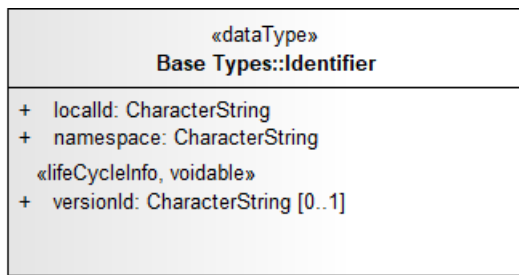 «dataType»
Base Types::Identifier
+ localId: CharacterString
+ namespace: CharacterString
«lifeCycleInfo, voidable»
+ versionId: CharacterString [0..1]